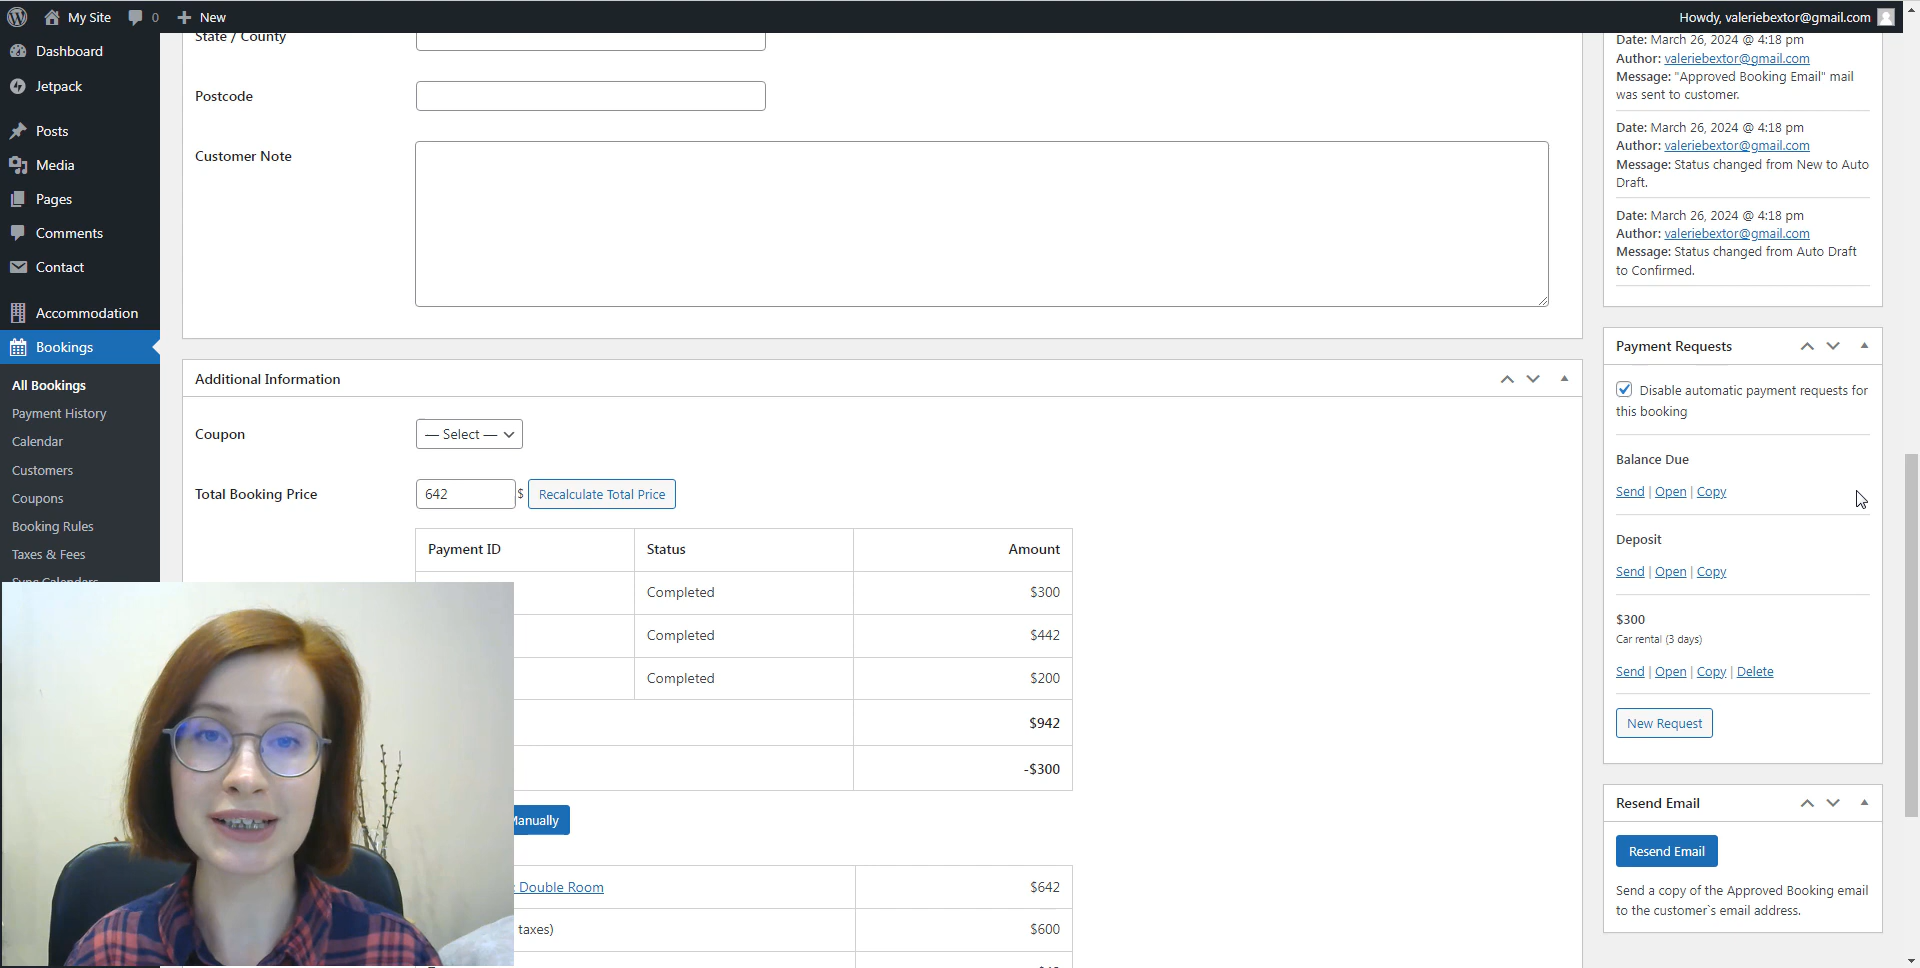 My Site
0
New
Howdy, valeriebextor@gmail.com
Dashboard
Jetpack
Posts
Media
Pages
Comments
Contact
Accommodation
Bookings
All Bookings
Payment History
Calendar
Customers
Coupons
Booking Rules
Taxes & Fees
Sync Calendars
State / County
Postcode
Customer Note
Additional Information
Coupon
— Select —
Total Booking Price
642
$
Recalculate Total Price
Payment ID
Status
Amount
Completed
$300
Completed
$442
Completed
$200
$942
-$300
Manually
Double Room
$642
taxes)
$600
Date: March 26, 2024 @ 4:18 pm
Author: valeriebextor@gmail.com
Message: "Approved Booking Email" mail
was sent to customer.
Date: March 26, 2024 @ 4:18 pm
Author: valeriebextor@gmail.com
Message: Status changed from New to Auto
Draft.
Date: March 26, 2024 @ 4:18 pm
Author: valeriebextor@gmail.com
Message: Status changed from Auto Draft
to Confirmed.
Payment Requests
Disable automatic payment requests for
this booking
Balance Due
Send | Open | Copy
Deposit
Send | Open | Copy
$300
Car rental (3 days)
Send | Open | Copy | Delete
New Request
Resend Email
Resend Email
Send a copy of the Approved Booking email
to the customer`s email address.